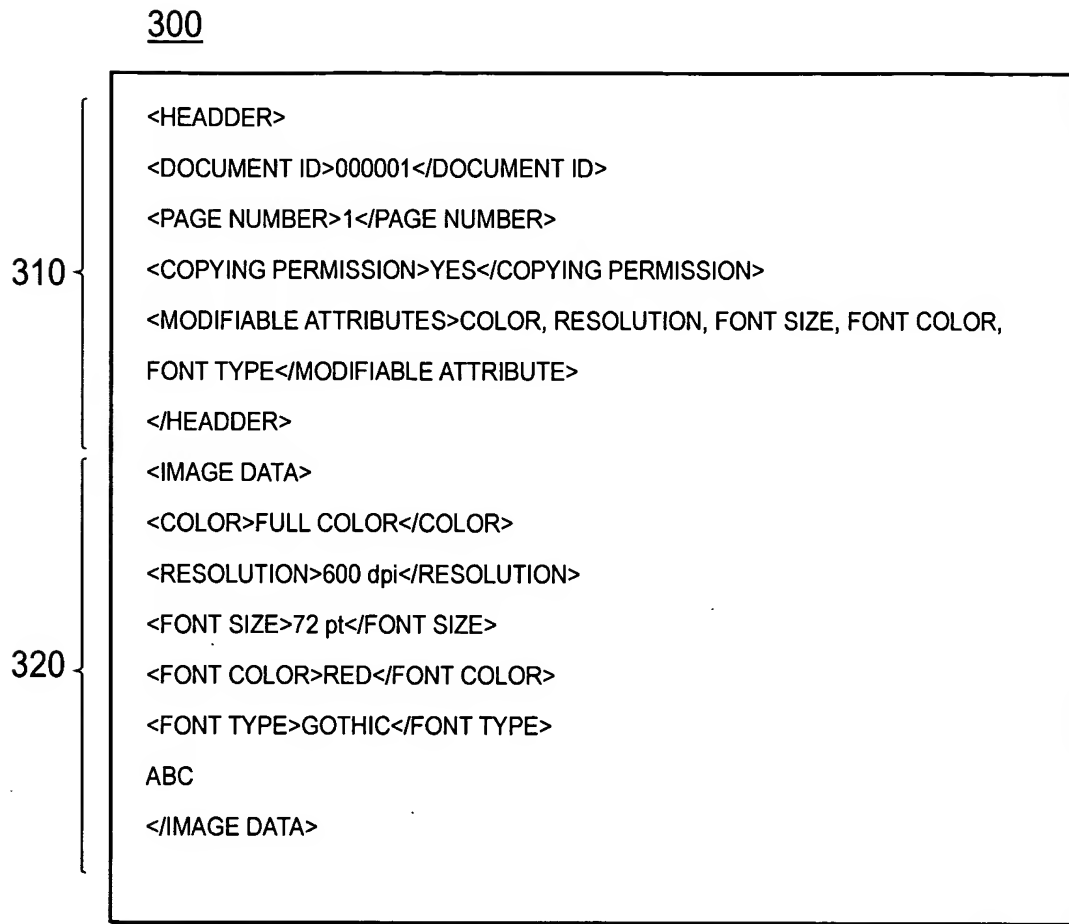 300
<HEADDER>
<DOCUMENT ID>000001</DOCUMENT ID>
<PAGE NUMBER>1</PAGE NUMBER>
310
<COPYING PERMISSION>YES</COPYING PERMISSION>
<MODIFIABLE ATTRIBUTES>COLOR, RESOLUTION, FONT SIZE, FONT COLOR,
FONT TYPE</MODIFIABLE ATTRIBUTE>
</HEADDER>
<IMAGE DATA>
<COLOR>FULL COLOR</COLOR>
<RESOLUTION>600 dpi</RESOLUTION>
<FONT SIZE>72 pt</FONT SIZE>
320
<FONT COLOR>RED</FONT COLOR>
<FONT TYPE>GOTHIC</FONT TYPE>
ABC
</IMAGE DATA>